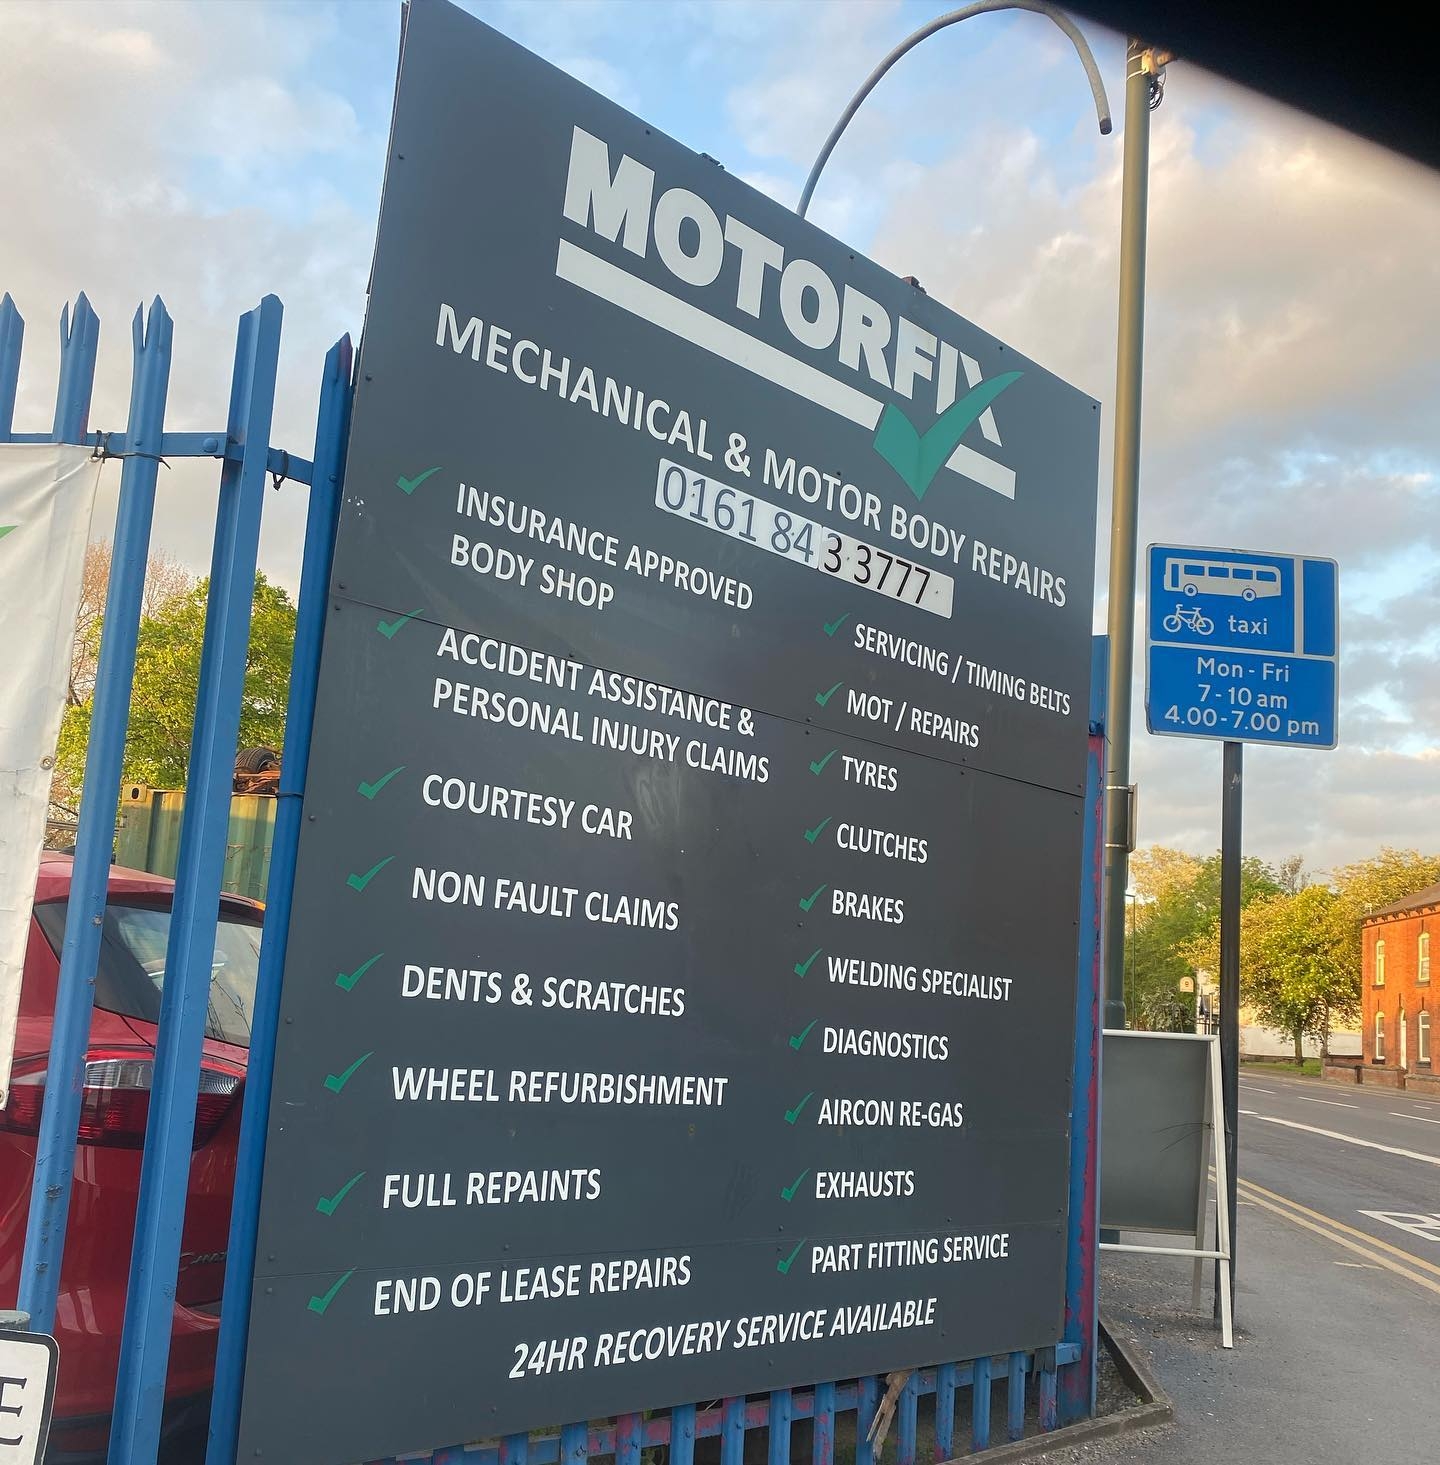 MOTORFIX
MECHANICAL & MOTOR BODY REPAIRS
0161 843 3777
INSURANCE APPROVED
BODY SHOP
ACCIDENT ASSISTANCE &
PERSONAL INJURY CLAIMS
COURTESY CAR
NON FAULT CLAIMS
DENTS & SCRATCHES
WHEEL REFURBISHMENT
FULL REPAINTS
END OF LEASE REPAIRS
SERVICING / TIMING BELTS
MOT / REPAIRS
TYRES
CLUTCHES
BRAKES
WELDING SPECIALIST
DIAGNOSTICS
AIRCON RE-GAS
EXHAUSTS
PART FITTING SERVICE
24HR RECOVERY SERVICE AVAILABLE
taxi
Mon - Fri
7 - 10 am
4.00 - 7.00 pm
E